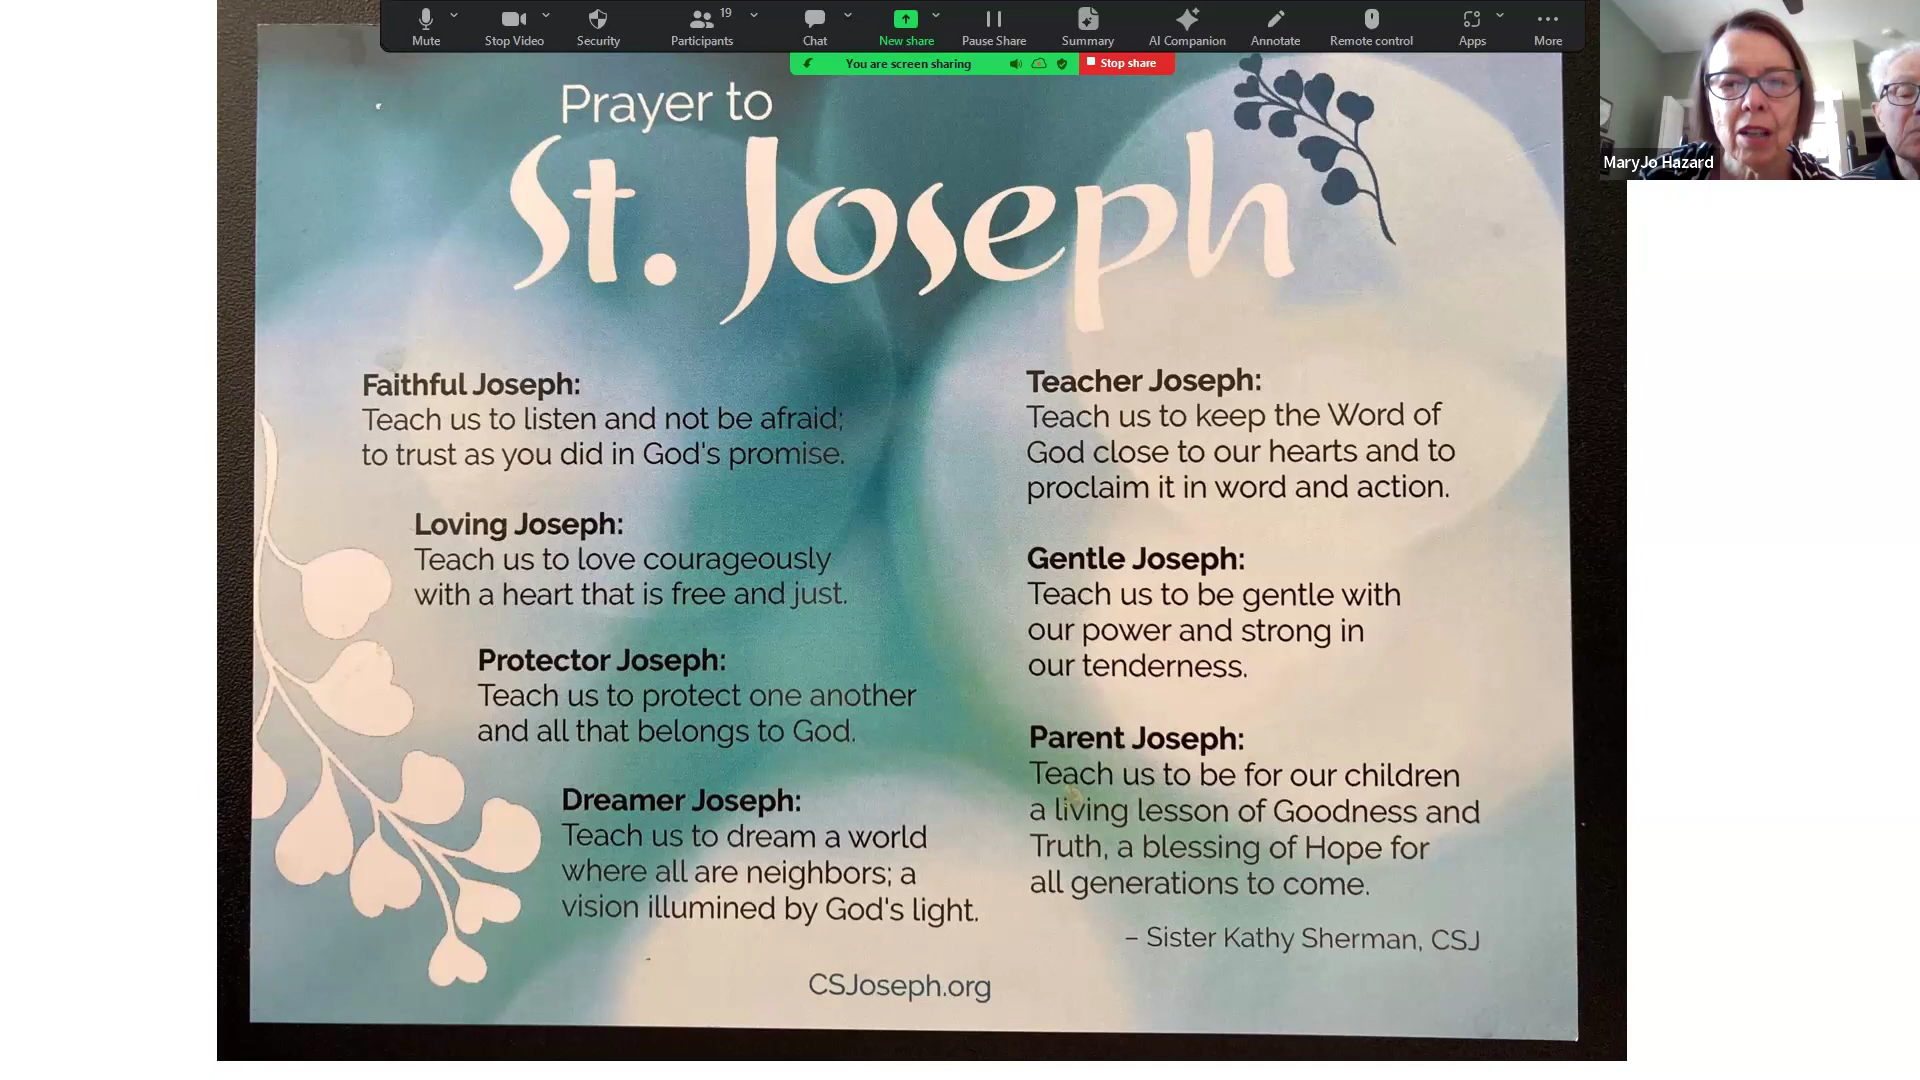 Mute
Stop Video
Security
19
Participants
Chat
New share
Pause Share
Summary
AI Companion
Annotate
Remote control
Apps
More
You are screen sharing
Stop share
MaryJo Hazard
Prayer to
St. Joseph
Faithful Joseph:
Teach us to listen and not be afraid;
to trust as you did in God's promise.
Loving Joseph:
Teach us to love courageously
with a heart that is free and just.
Protector Joseph:
Teach us to protect one another
and all that belongs to God.
Dreamer Joseph:
Teach us to dream a world
where all are neighbors; a
vision illumined by God's light.
Teacher Joseph:
Teach us to keep the Word of
God close to our hearts and to
proclaim it in word and action.
Gentle Joseph:
Teach us to be gentle with
our power and strong in
our tenderness.
Parent Joseph:
Teach us to be for our children
a living lesson of Goodness and
Truth, a blessing of Hope for
all generations to come.
– Sister Kathy Sherman, CSJ
CSJoseph.org